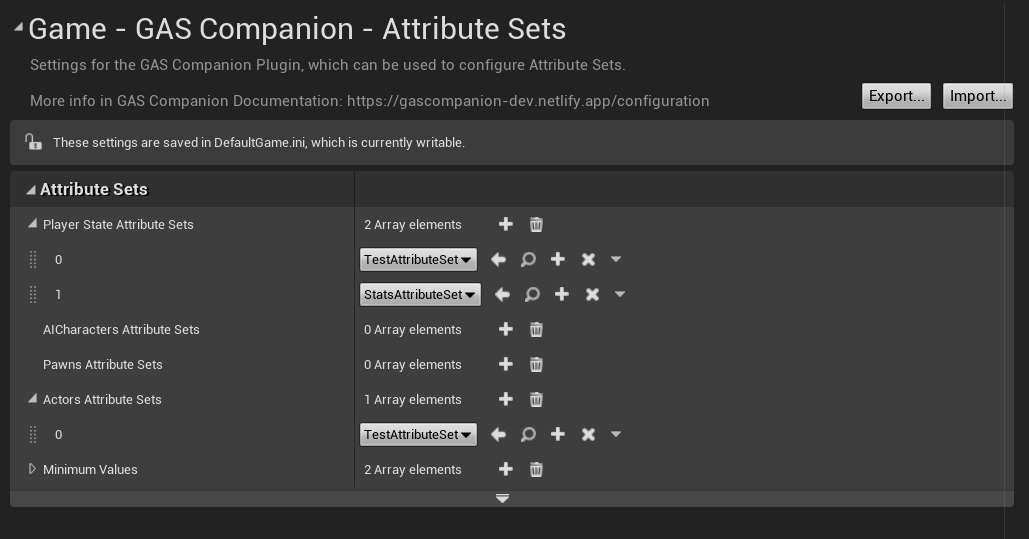 Game - GAS Companion - Attribute Sets
Settings for the GAS Companion Plugin, which can be used to configure Attribute Sets.
More info in GAS Companion Documentation: https://gascompanion-dev.netlify.app/configuration
Export...
Import...
These settings are saved in DefaultGame.ini, which is currently writable.
Attribute Sets
Player State Attribute Sets 2 Array elements
0 TestAttributeSet
1 StatsAttributeSet
AICharacters Attribute Sets 0 Array elements
Pawns Attribute Sets 0 Array elements
Actors Attribute Sets 1 Array elements
0 TestAttributeSet
Minimum Values 2 Array elements